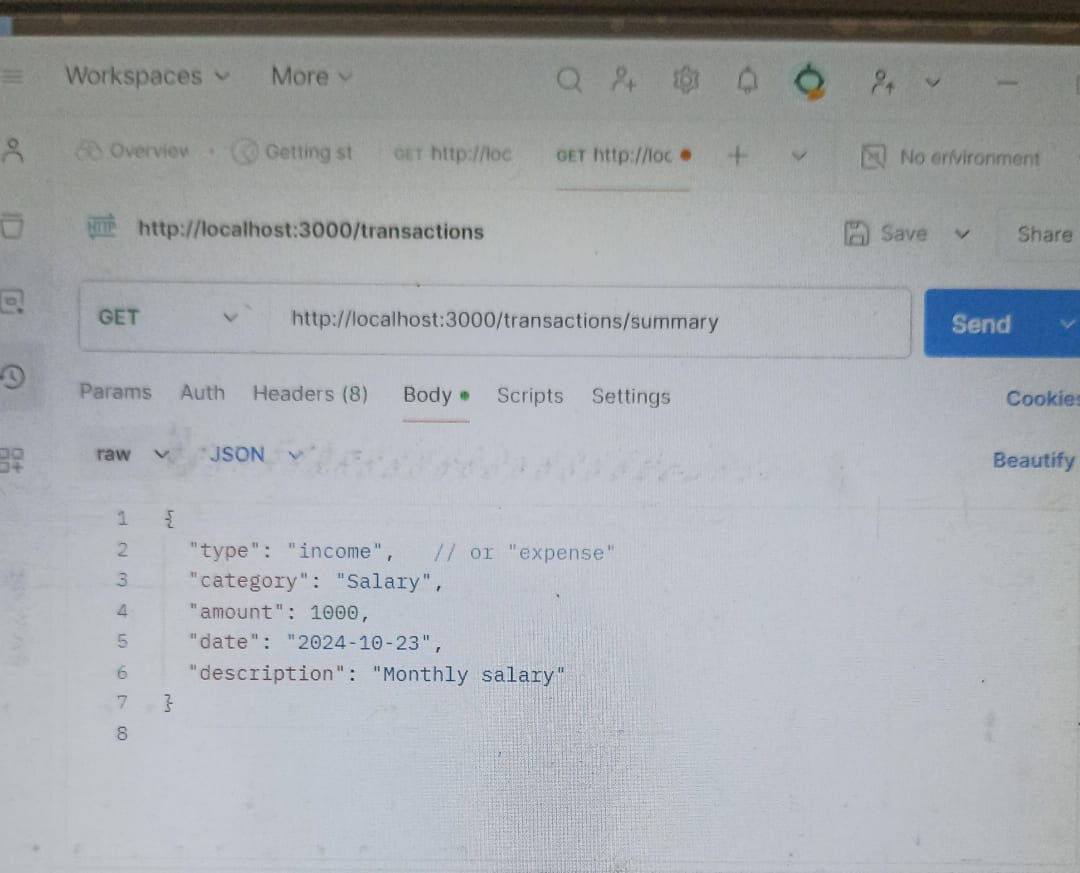 Workspaces More
Overview Getting st GET http://loc GET http://loc No environment
HTTP http://localhost:3000/transactions Save Share
GET http://localhost:3000/transactions/summary Send
Params Auth Headers (8) Body Scripts Settings Cookies
raw JSON Beautify
1 {
2 "type": "income", // or "expense"
3 "category": "Salary",
4 "amount": 1000,
5 "date": "2024-10-23",
6 "description": "Monthly salary"
7 }
8